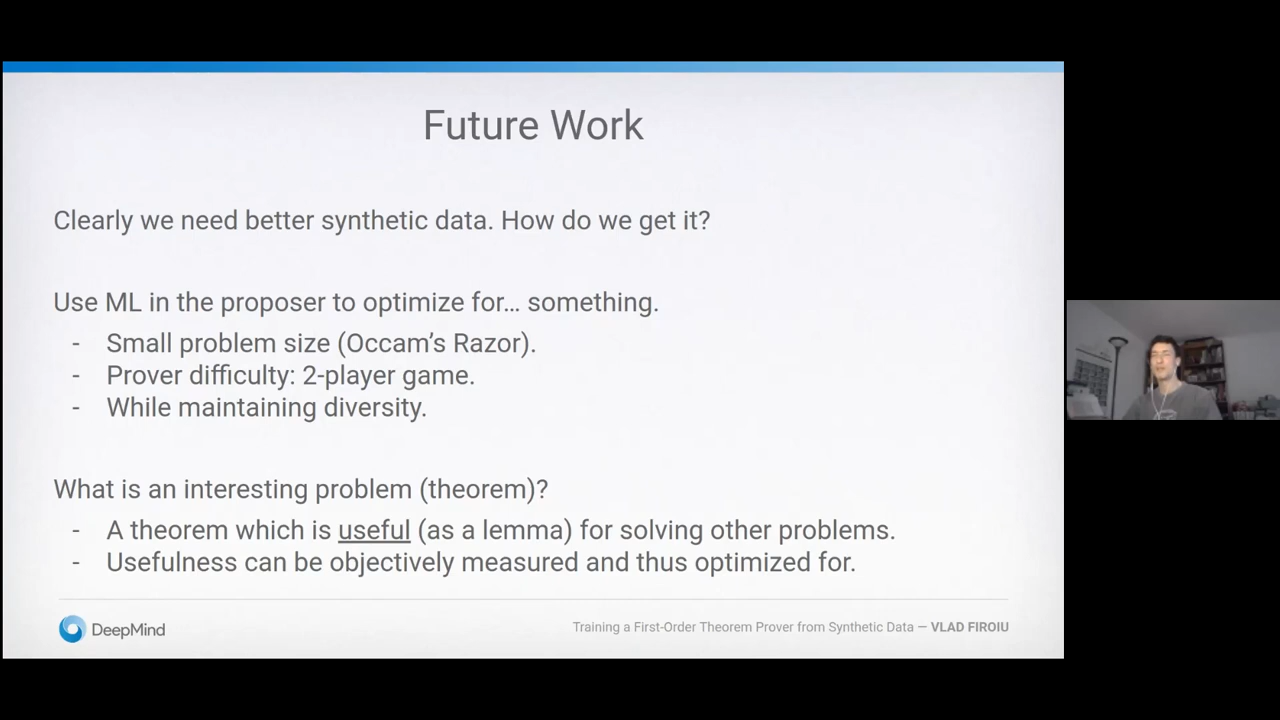 Future Work
Clearly we need better synthetic data. How do we get it?
Use ML in the proposer to optimize for… something.
- Small problem size (Occam’s Razor).
- Prover difficulty: 2-player game.
- While maintaining diversity.
What is an interesting problem (theorem)?
- A theorem which is useful (as a lemma) for solving other problems.
- Usefulness can be objectively measured and thus optimized for.
DeepMind
Training a First-Order Theorem Prover from Synthetic Data — VLAD FIROIU